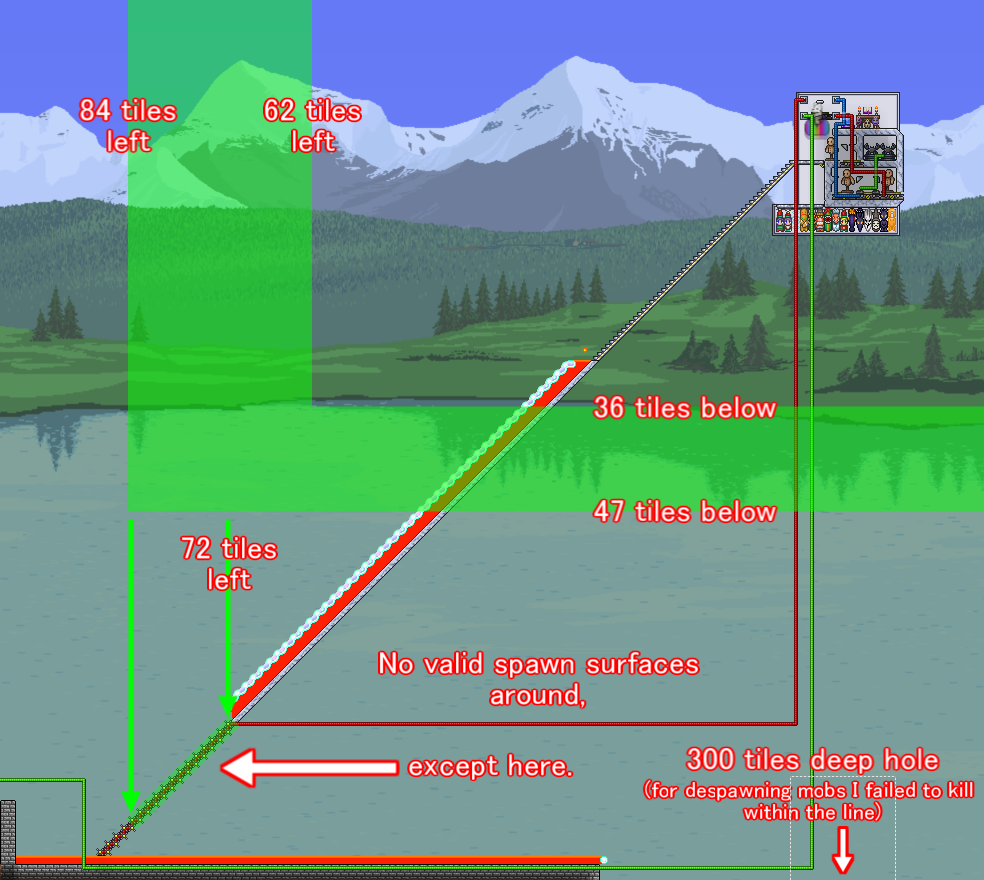 84 tiles
left
62 tiles
left
36 tiles below
47 tiles below
72 tiles
left
No valid spawn surfaces
around,
except here.
300 tiles deep hole
(for despawning mobs I failed to kill
within the line)